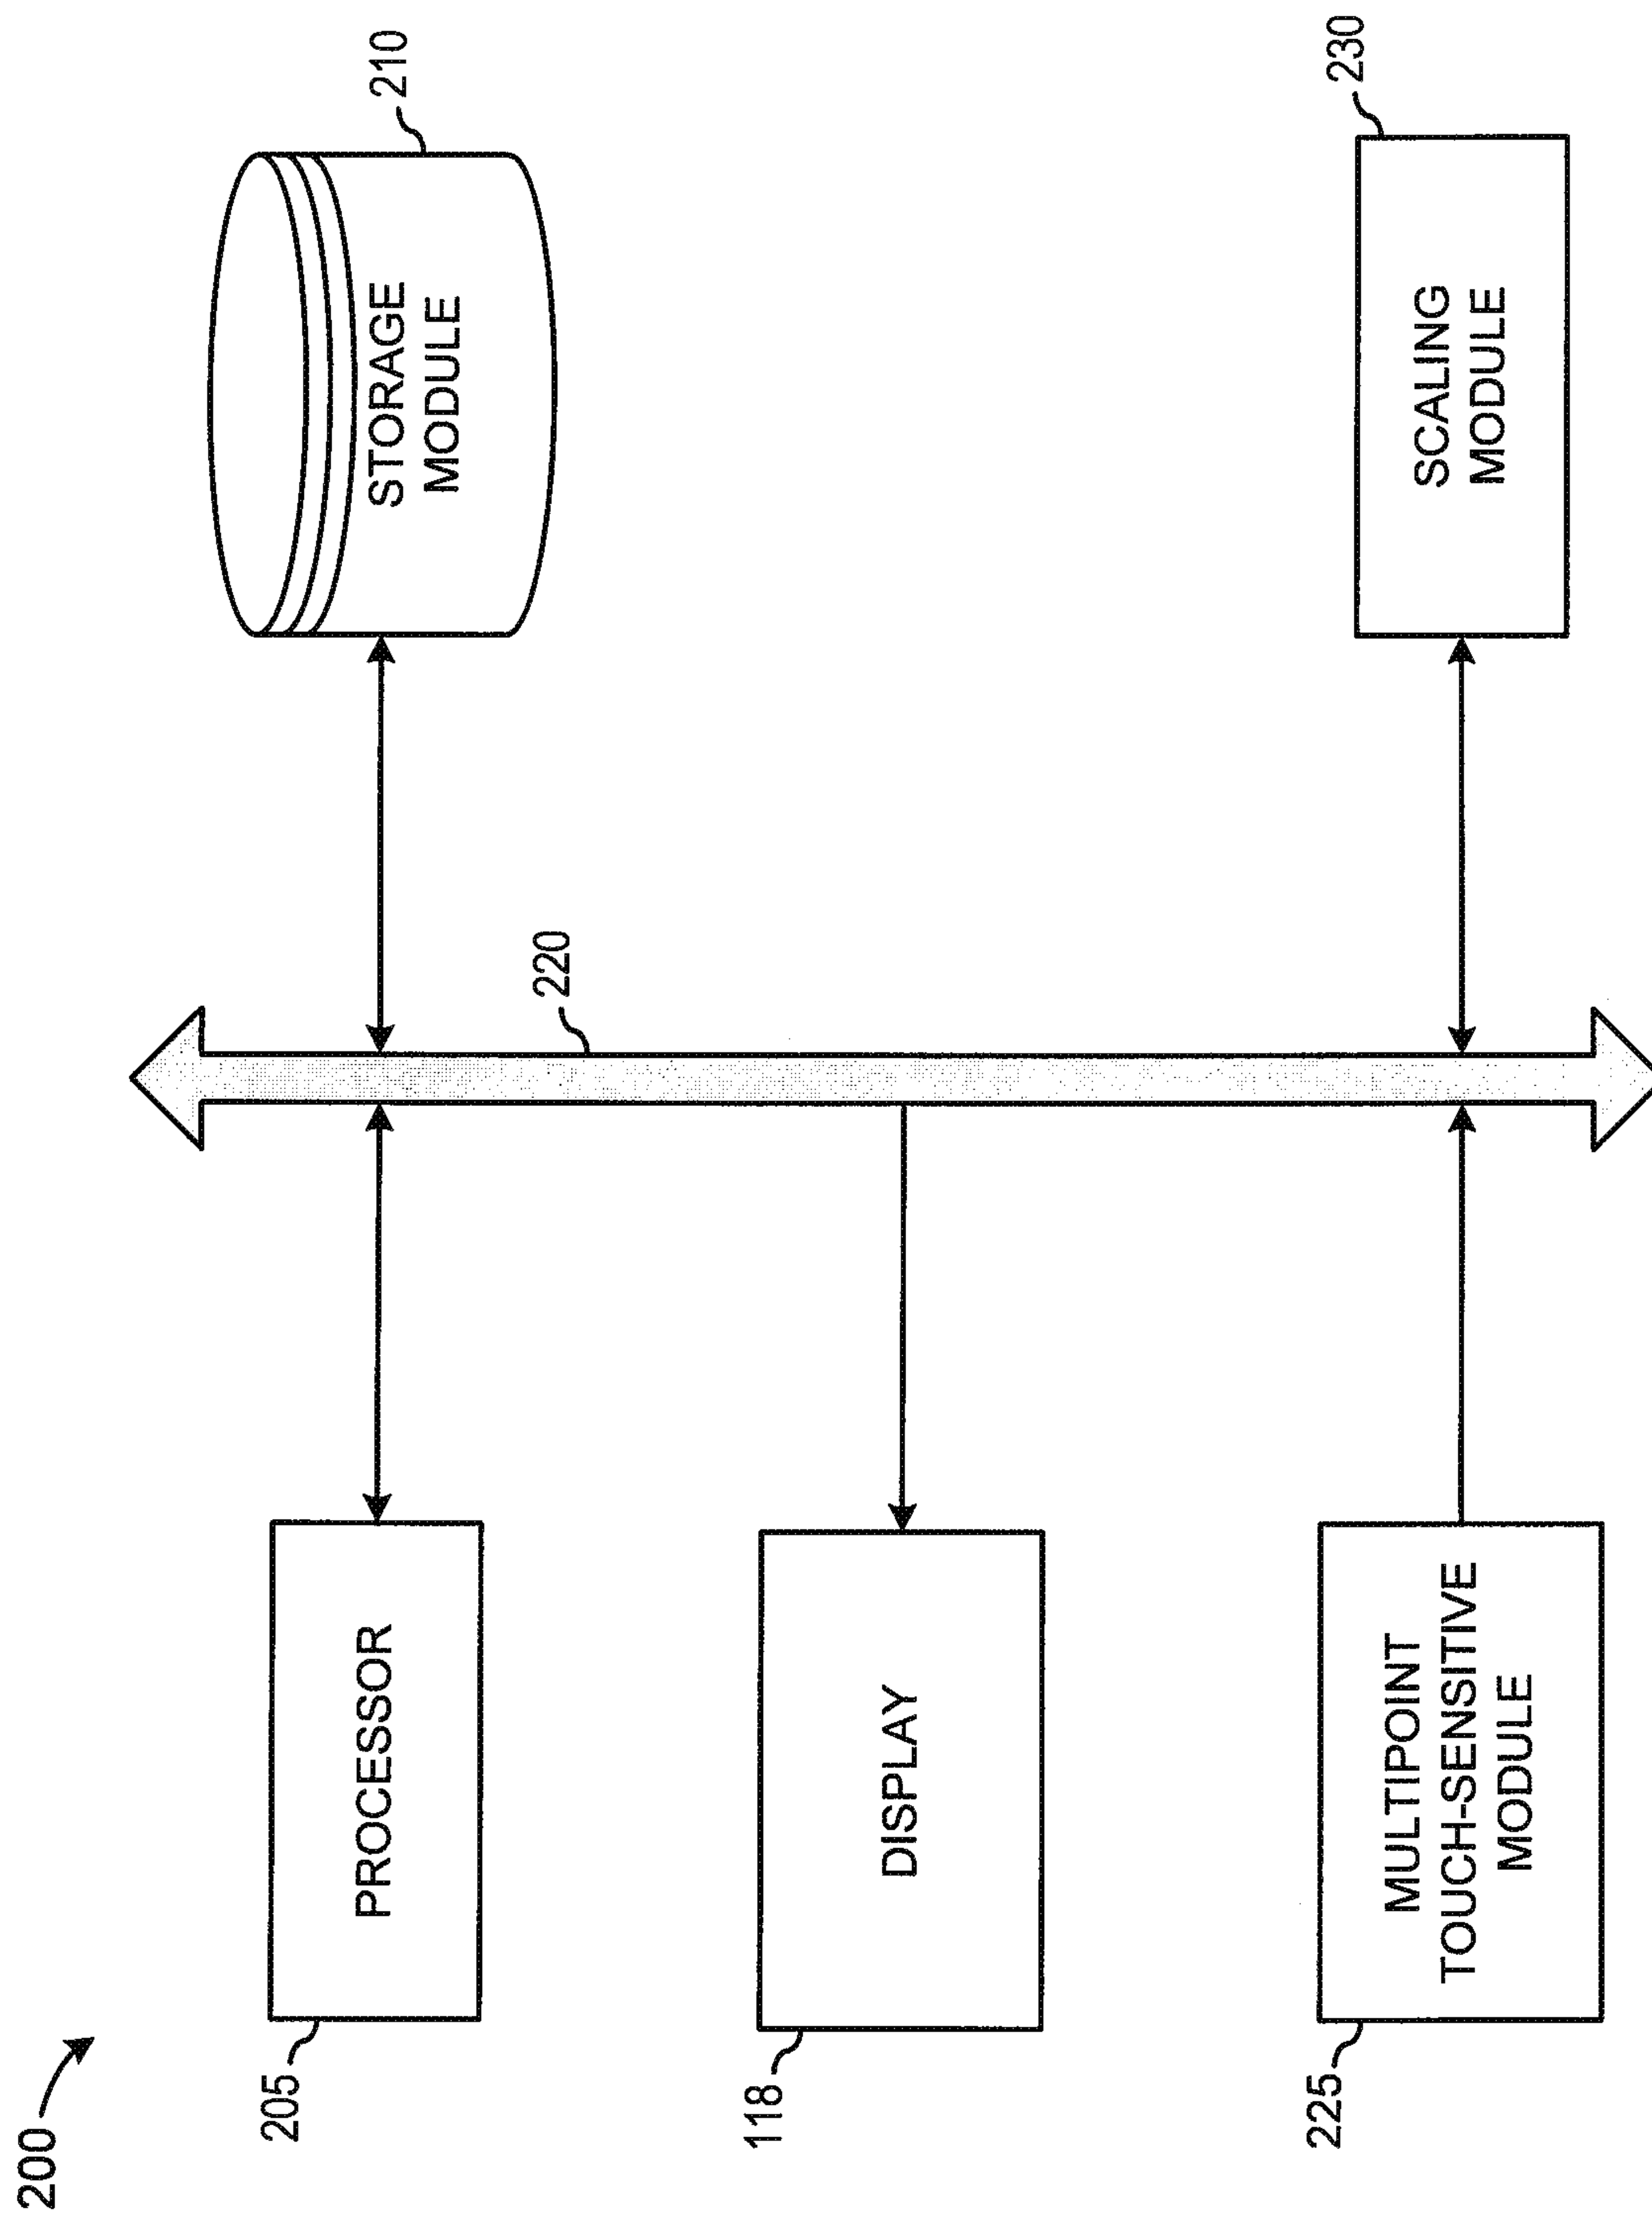 200
205
PROCESSOR
118
DISPLAY
225
MULTIPOINT
TOUCH-SENSITIVE
MODULE
220
210
STORAGE
MODULE
230
SCALING
MODULE